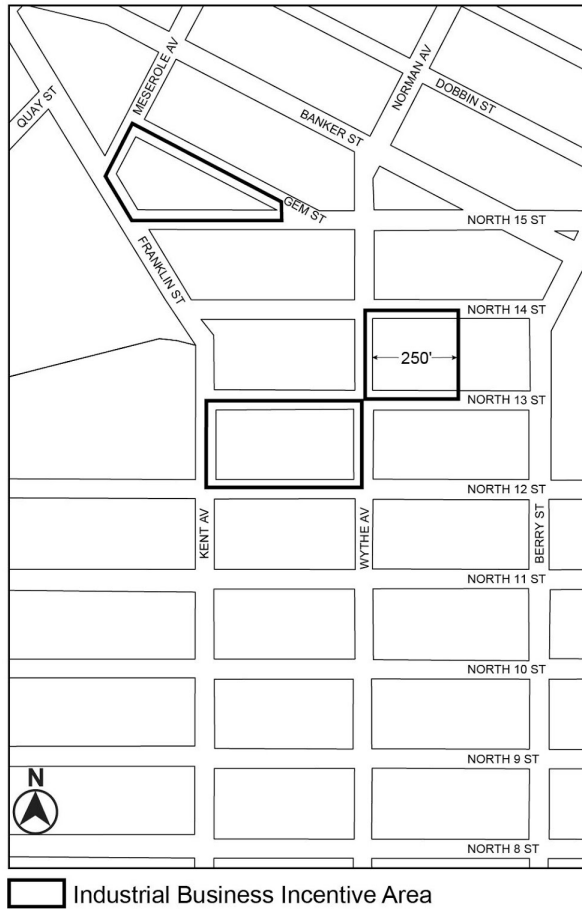 QUAY ST
MESEROLE AV
NORMAN AV
DOBBIN ST
BANKER ST
GEM ST
NORTH 15 ST
FRANKLIN ST
NORTH 14 ST
250'
NORTH 13 ST
NORTH 12 ST
KENT AV
WYTHE AV
BERRY ST
NORTH 11 ST
NORTH 10 ST
NORTH 9 ST
N
NORTH 8 ST
Industrial Business Incentive Area